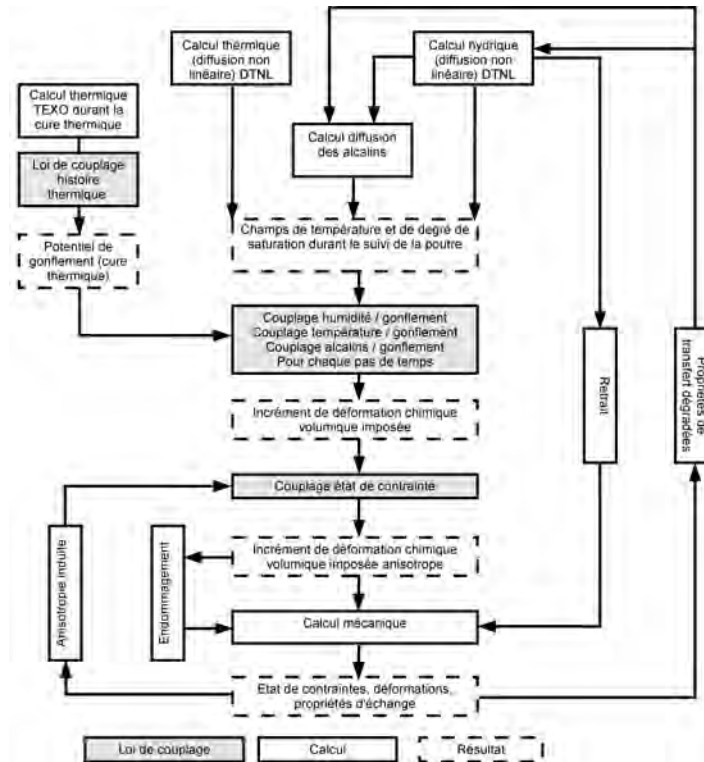 Calcul thermique
(diffusion non
linéaire) DTNL
Calcul hydrique
(diffusion non
linéaire) DTNL
Calcul thermique
TEXO durant la
cure thermique
Calcul diffusion
des alcalins
Loi de couplage
histoire
thermique
Potentiel de
gonflement (cure
thermique)
Champs de température et de degré de
saturation durant le suivi de la poutre
Couplage humidité / gonflement
Couplage température / gonflement
Couplage alcalins / gonflement
Pour chaque pas de temps
Retrait
Propriétés de
transfert dégradées
Incrément de déformation chimique
volumique imposée
Couplage état de contrainte
Anisotropie induite
Endommagement
Incrément de déformation chimique
volumique imposée anisotrope
Calcul mécanique
Etat de contraintes, déformations,
propriétés d'échange
Loi de couplage
Calcul
Résultat